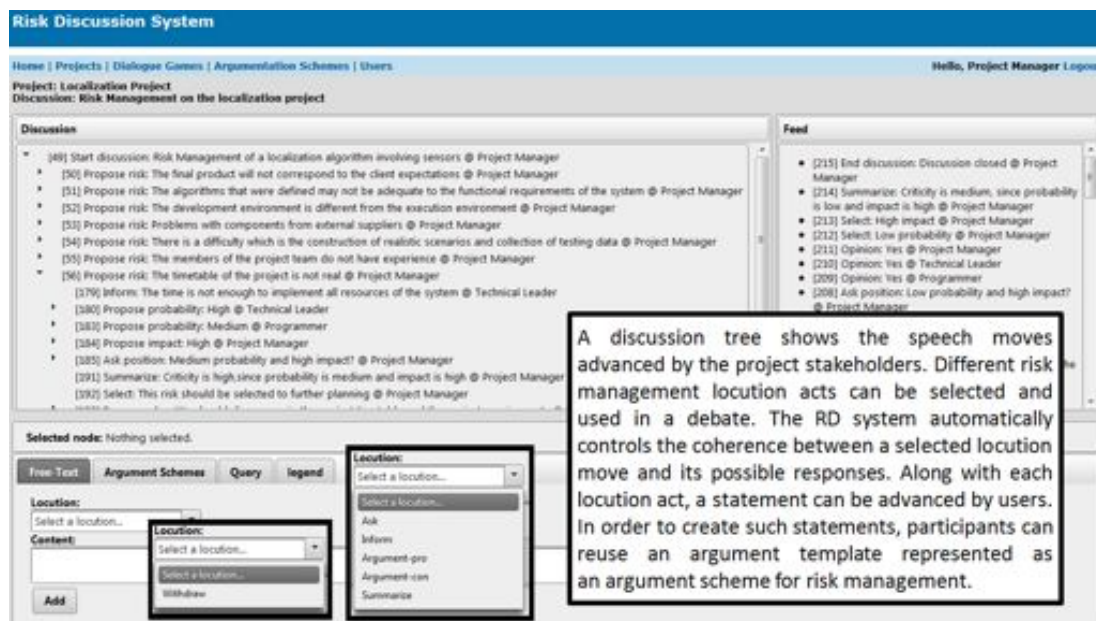 Risk Discussion System
Home | Projects | Dialogue Games | Argumentation Schemes | Users
Hello, Project Manager Logou
Project: Localization Project
Discussion: Risk Management on the localization project
Discussion
[49] Start discussion: Risk Management of a localization algorithm involving sensors @ Project Manager
[50] Propose risk: The final product will not correspond to the client expectations @ Project Manager
[51] Propose risk: The algorithms that were defined may not be adequate to the functional requirements of the system @ Project Manager
[52] Propose risk: The development environment is different from the execution environment @ Project Manager
[53] Propose risk: Problems with components from external suppliers @ Project Manager
[54] Propose risk: There is a difficulty which is the construction of realistic scenarios and collection of testing data @ Project Manager
[55] Propose risk: The members of the project team do not have experience @ Project Manager
[56] Propose risk: The timetable of the project is not real @ Project Manager
[179] Inform: The time is not enough to implement all resources of the system @ Technical Leader
[180] Propose probability: High @ Technical Leader
[183] Propose probability: Medium @ Programmer
[184] Propose impact: High @ Project Manager
[185] Ask position: Medium probability and high impact? @ Project Manager
[191] Summarize: Criticity is high,since probability is medium and impact is high @ Project Manager
[192] Select: This risk should be selected to further planning @ Project Manager
Feed
[215] End discussion: Discussion closed @ Project
Manager
[214] Summarize: Criticity is medium, since probability
is low and impact is high @ Project Manager
[213] Select: High impact @ Project Manager
[212] Select: Low probability @ Project Manager
[211] Opinion: Yes @ Project Manager
[210] Opinion: Yes @ Technical Leader
[209] Opinion: Yes @ Programmer
[208] Ask position: Low probability and high impact?
@ Project Manager
A discussion tree shows the speech moves
advanced by the project stakeholders. Different risk
management locution acts can be selected and
used in a debate. The RD system automatically
controls the coherence between a selected locution
move and its possible responses. Along with each
locution act, a statement can be advanced by users.
In order to create such statements, participants can
reuse an argument template represented as
an argument scheme for risk management.
Selected node: Nothing selected.
Free-Text
Argument Schemes
Query
legend
Locution:
Select a locution...
Content:
Add
Locution:
Select a locution...
Select a locution...
Withdraw
Locution:
Select a locution...
Select a locution...
Ask
Inform
Argument-pro
Argument-con
Summarize